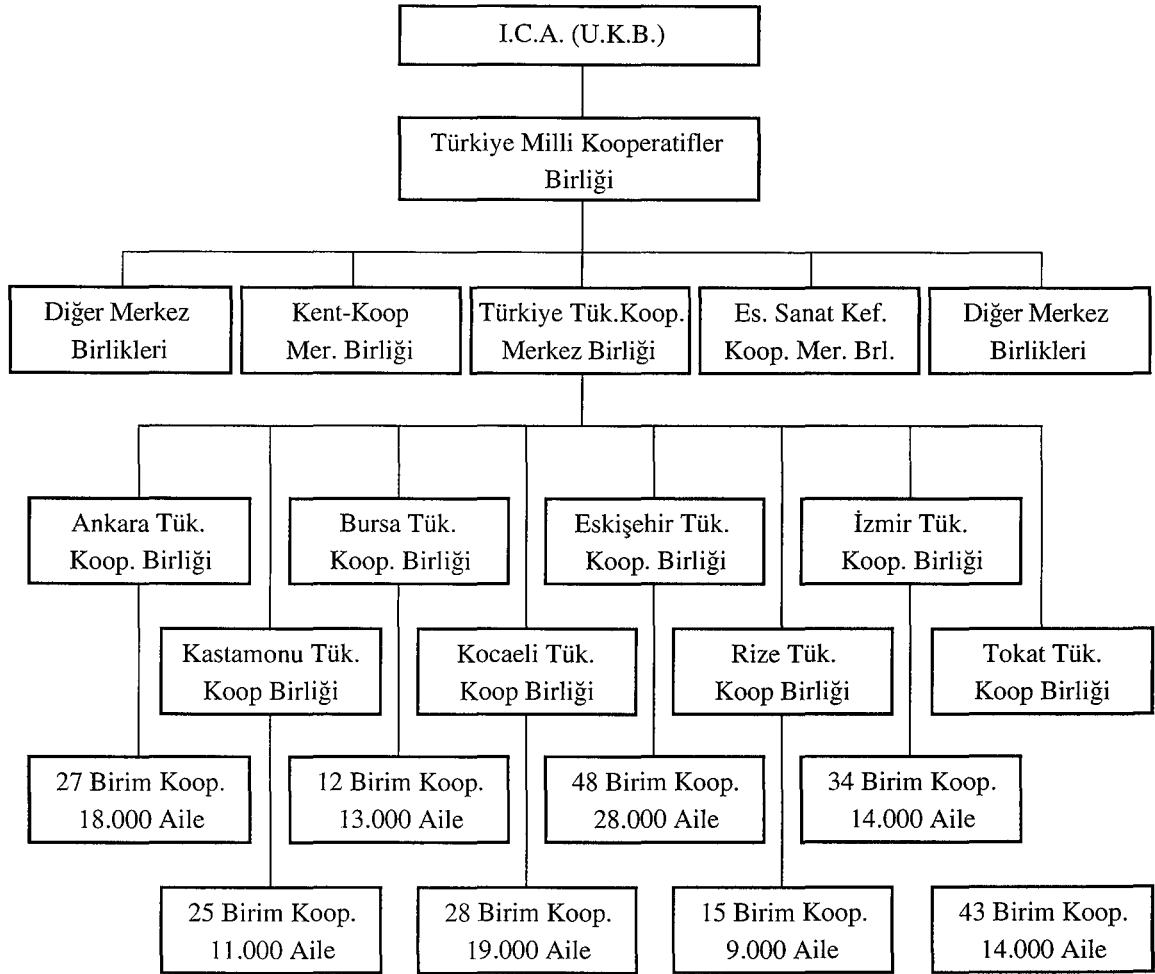 I.C.A. (U.K.B.)
Türkiye Milli Kooperatifler
Birliği
Diğer Merkez
Birlikleri
Kent-Koop
Mer. Birliği
Türkiye Tük.Koop.
Merkez Birliği
Es. Sanat Kef.
Koop. Mer. Brl.
Diğer Merkez
Birlikleri
Ankara Tük.
Koop. Birliği
Bursa Tük.
Koop. Birliği
Eskişehir Tük.
Koop. Birliği
İzmir Tük.
Koop. Birliği
Kastamonu Tük.
Koop Birliği
Kocaeli Tük.
Koop Birliği
Rize Tük.
Koop Birliği
Tokat Tük.
Koop Birliği
27 Birim Koop.
18.000 Aile
12 Birim Koop.
13.000 Aile
48 Birim Koop.
28.000 Aile
34 Birim Koop.
14.000 Aile
25 Birim Koop.
11.000 Aile
28 Birim Koop.
19.000 Aile
15 Birim Koop.
9.000 Aile
43 Birim Koop.
14.000 Aile